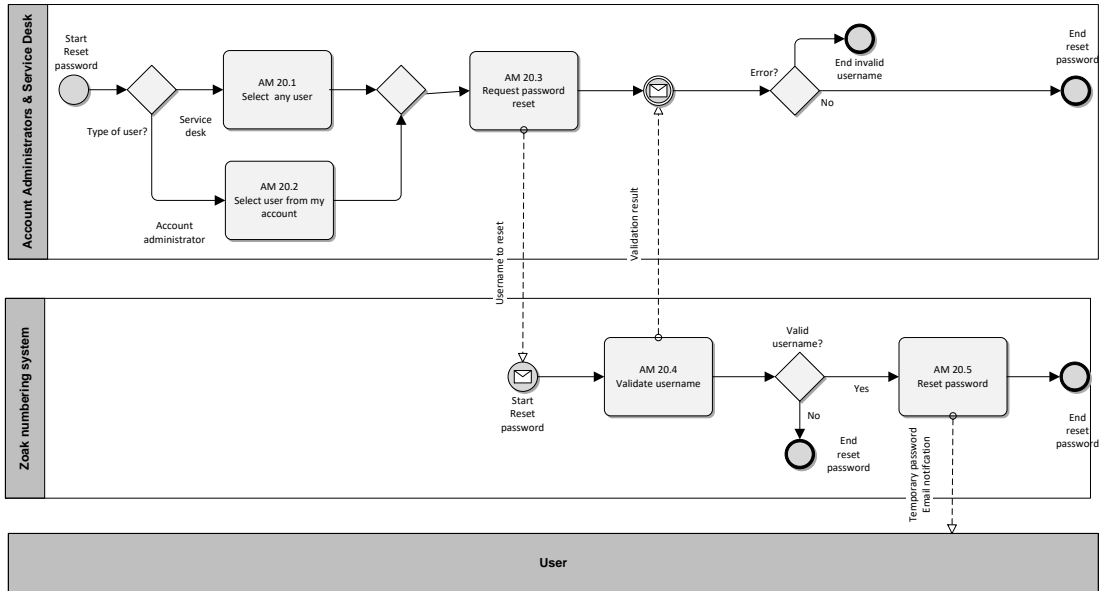 Account Administrators & Service Desk
Start
Reset
password
Type of user?
Service
desk
Account
administrator
AM 20.1
Select any user
AM 20.2
Select user from my
account
AM 20.3
Request password
reset
Error?
End invalid
username
No
End
reset
password
Username to reset
Validation result
Zoak numbering system
Start
Reset
password
AM 20.4
Validate username
Valid
username?
Yes
No
End
reset
password
AM 20.5
Reset password
End
reset
password
Temporary password
Email notifcation
User